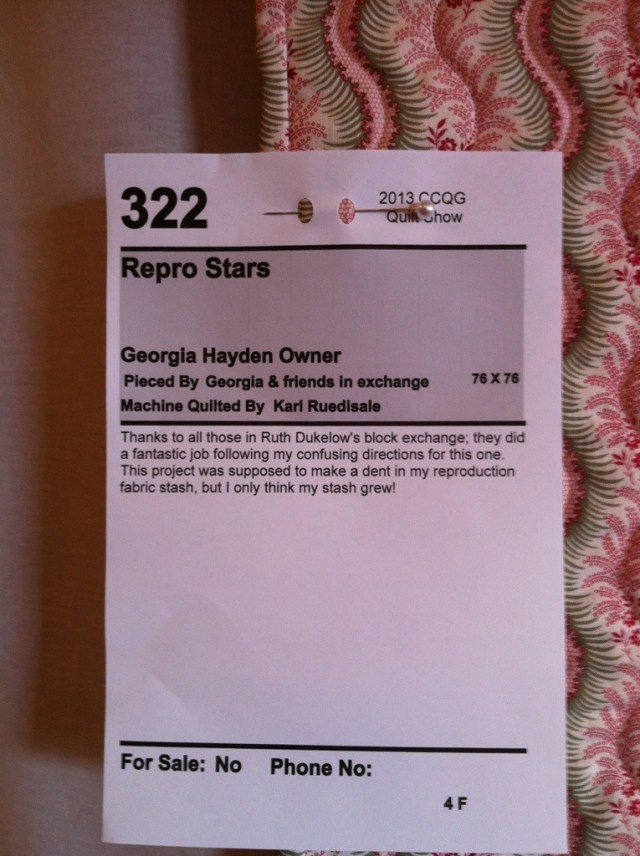 322
2013 CCQG
Quilt Show
Repro Stars
Georgia Hayden Owner
Pieced By Georgia & friends in exchange
76 X 76
Machine Quilted By Kari Ruedisale
Thanks to all those in Ruth Dukelow's block exchange; they did
a fantastic job following my confusing directions for this one.
This project was supposed to make a dent in my reproduction
fabric stash, but I only think my stash grew!
For Sale: No Phone No:
4 F